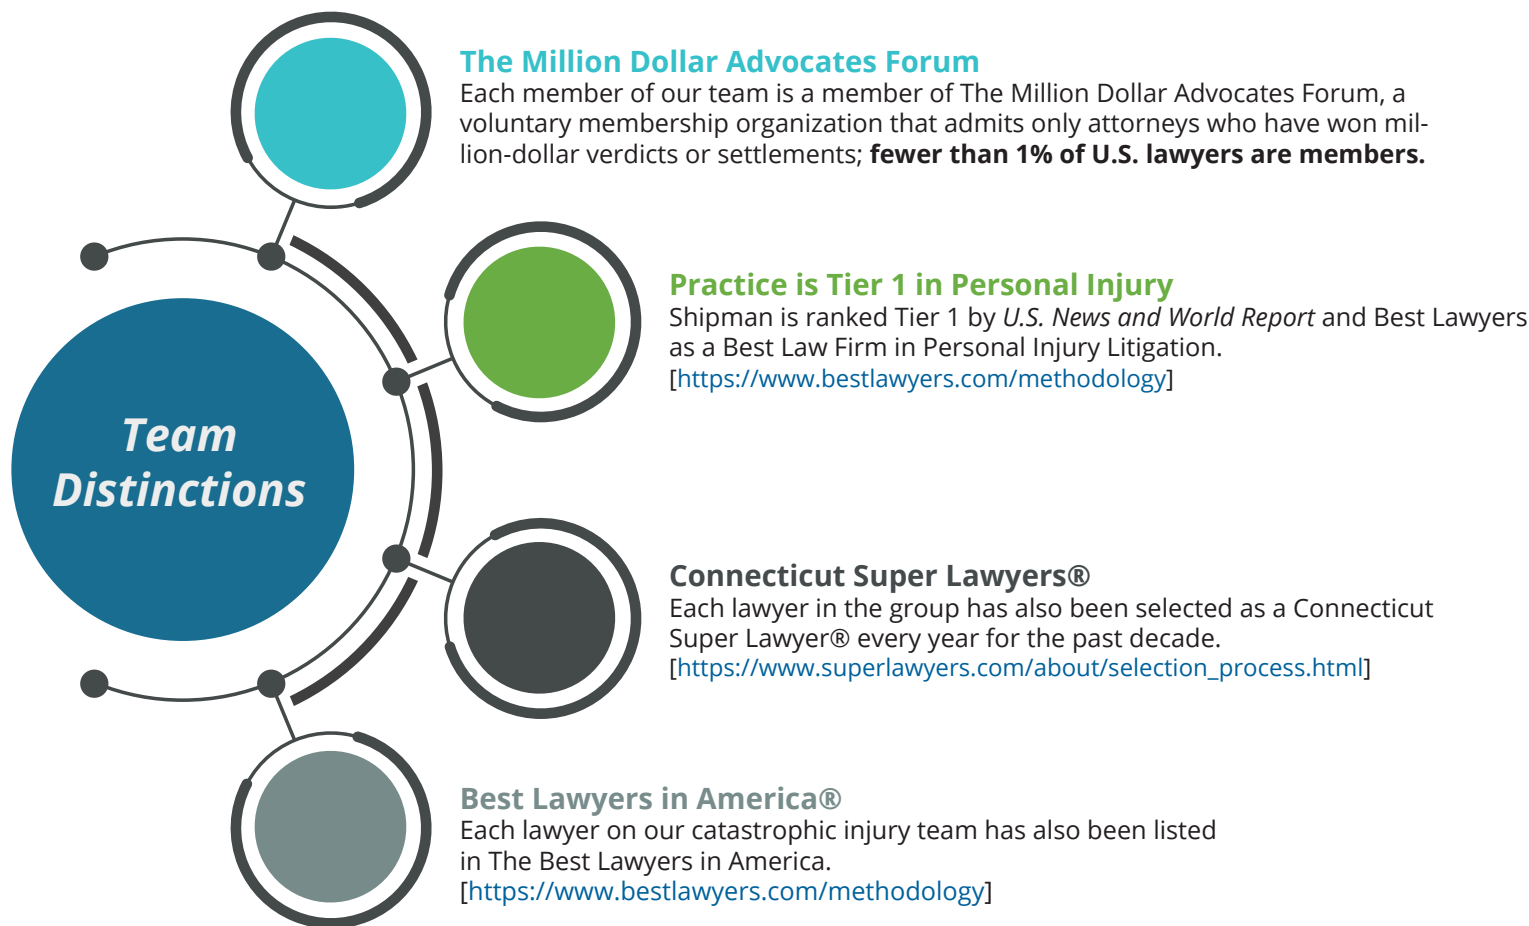 The Million Dollar Advocates Forum
Each member of our team is a member of The Million Dollar Advocates Forum, a
voluntary membership organization that admits only attorneys who have won mil-
lion-dollar verdicts or settlements; fewer than 1% of U.S. lawyers are members.
Practice is Tier 1 in Personal Injury
Shipman is ranked Tier 1 by U.S. News and World Report and Best Lawyers
as a Best Law Firm in Personal Injury Litigation.
[https://www.bestlawyers.com/methodology]
Team
Distinctions
Connecticut Super Lawyers®
Each lawyer in the group has also been selected as a Connecticut
Super Lawyer® every year for the past decade.
[https://www.superlawyers.com/about/selection_process.html]
Best Lawyers in America®
Each lawyer on our catastrophic injury team has also been listed
in The Best Lawyers in America.
[https://www.bestlawyers.com/methodology]